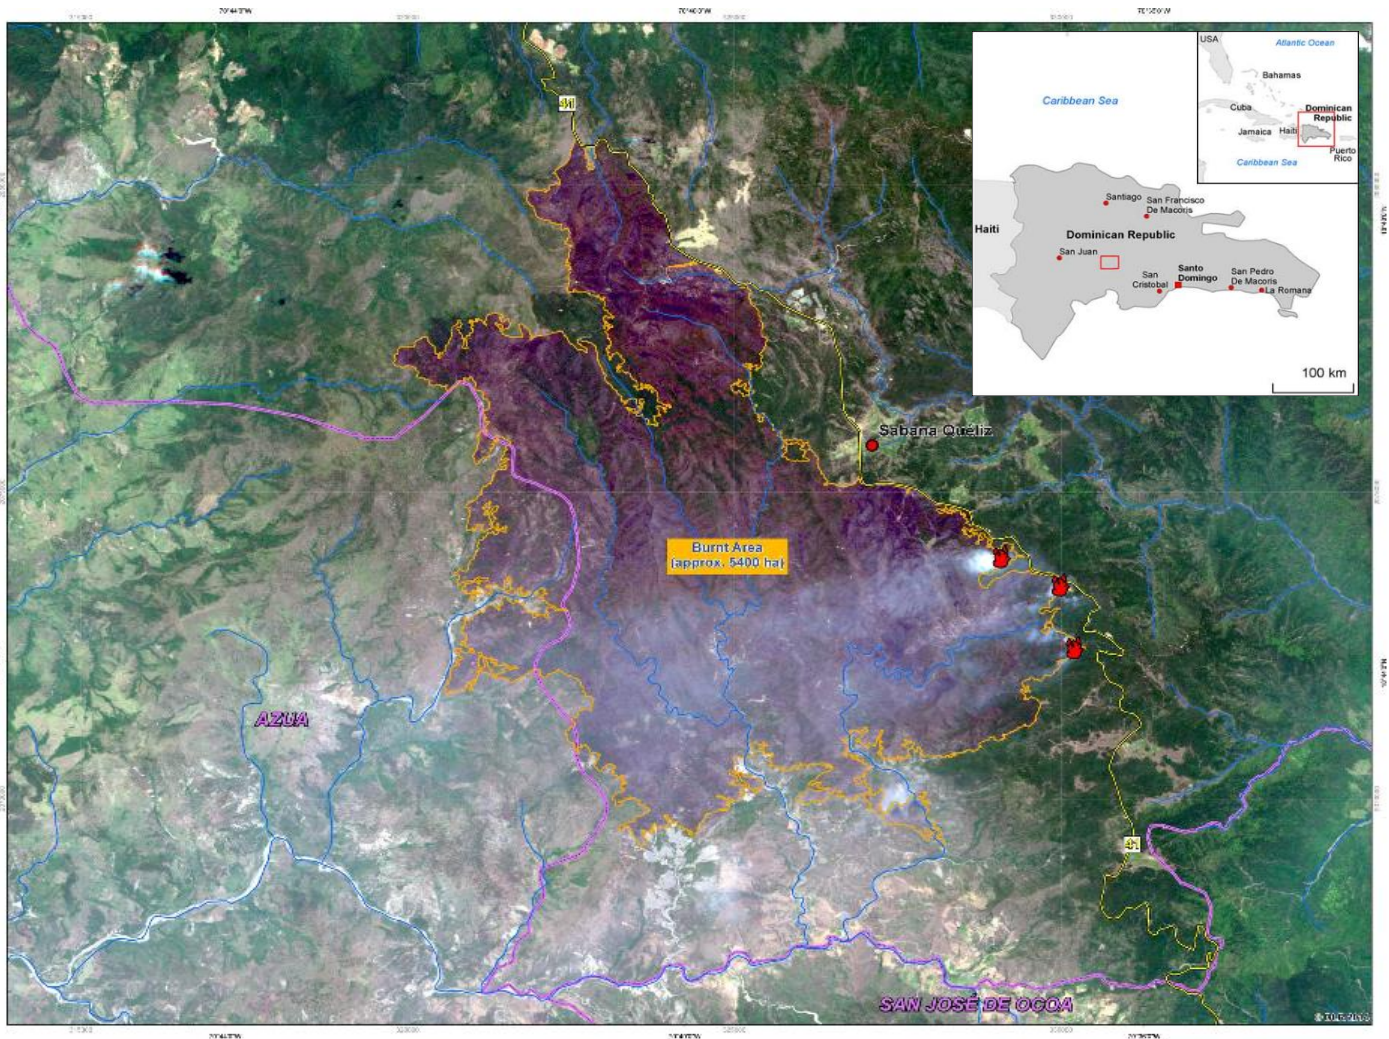 41
Sabana Quéliz
Burnt Area
(approx. 5400 ha)
AZUA
41
SAN JOSÉ DE OCOA
Caribbean Sea
Santiago
San Francisco
De Macoris
Haiti
Dominican Republic
San Juan
San
Cristobal
Santo
Domingo
San Pedro
De Macoris
La Romana
100 km
USA
Atlantic Ocean
Bahamas
Cuba
Dominican
Republic
Jamaica
Haiti
Puerto
Rico
Caribbean Sea